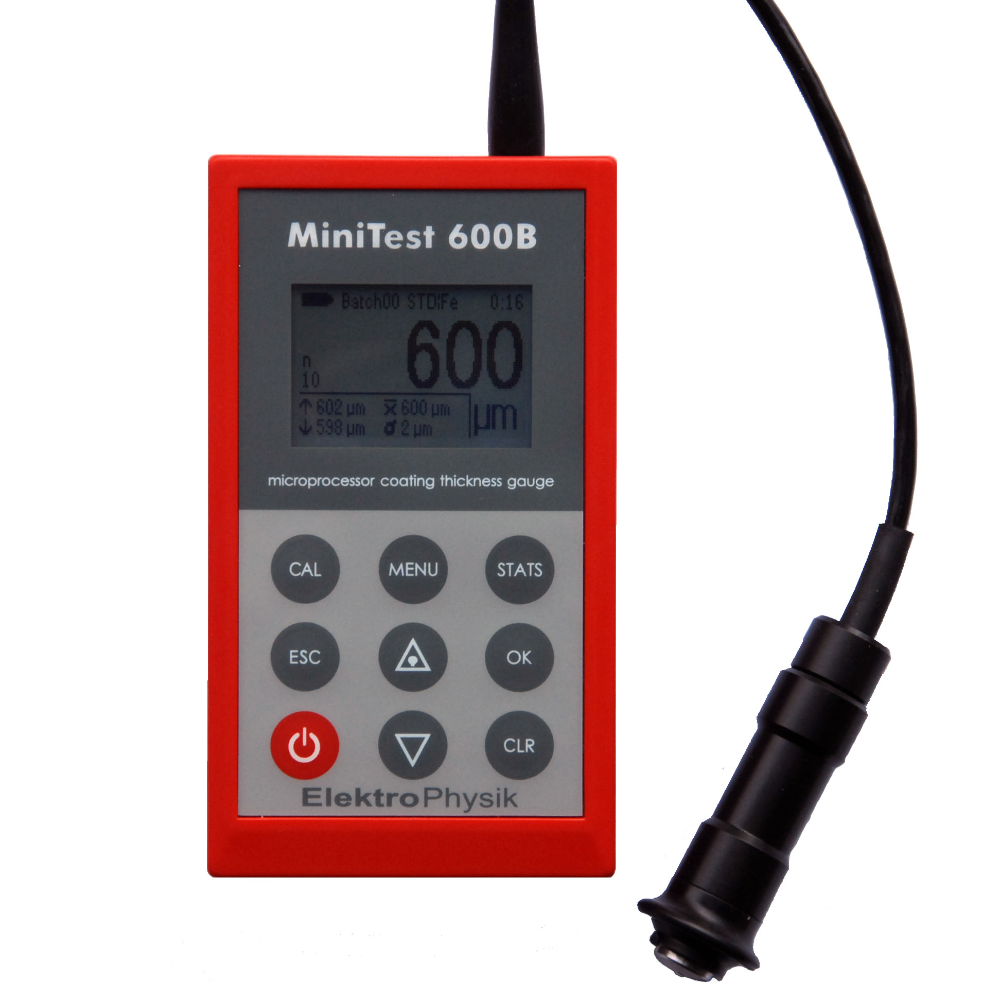 MiniTest 600B
Batch00 STD¦Fe 0:16
600
n
10
↑ 602 µm x̅ 600 µm
↓ 598 µm σ 2 µm
µm
microprocessor coating thickness gauge
CAL MENU STATS
ESC OK
CLR
ElektroPhysik